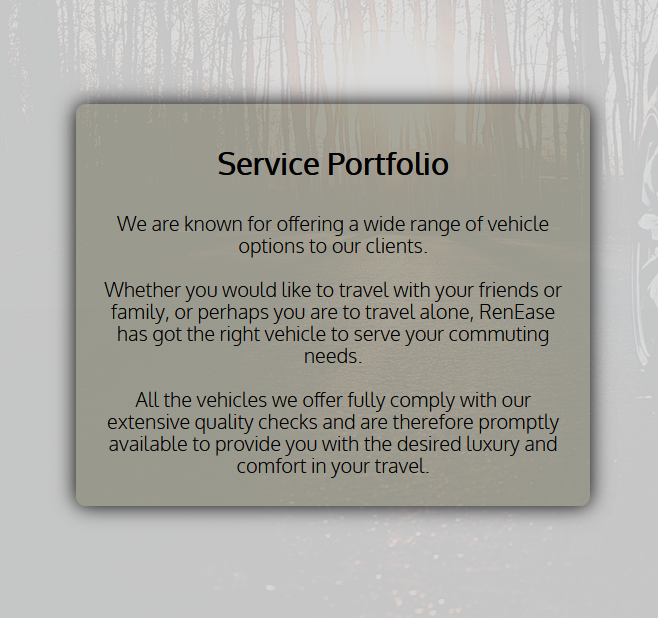 Service Portfolio
We are known for offering a wide range of vehicle
options to our clients.
Whether you would like to travel with your friends or
family, or perhaps you are to travel alone, RenEase
has got the right vehicle to serve your commuting
needs.
All the vehicles we offer fully comply with our
extensive quality checks and are therefore promptly
available to provide you with the desired luxury and
comfort in your travel.